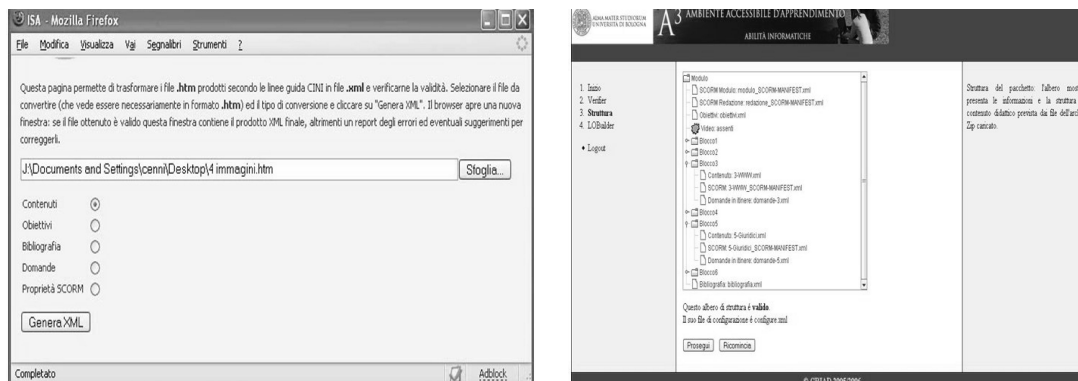 ISA - Mozilla Firefox
File Modifica Visualizza Vai Segnalibri Strumenti ?
Questa pagina permette di trasformare i file .htm prodotti secondo le linee guida CINI in file .xml e verificarne la validità. Selezionare il file da
convertire (che vede essere necessariamente in formato .htm) ed il tipo di conversione e cliccare su "Genera XML". Il browser apre una nuova
finestra: se il file ottenuto è valido questa finestra contiene il prodotto XML finale, altrimenti un report degli errori ed eventuali suggerimenti per
correggerli.
J:\Documents and Settings\cenni\Desktop\4 immagini.htm Sfoglia...
Contenuti
Obiettivi
Bibliografia
Domande
Proprietà SCORM
Genera XML
Completato Adblock
ALMA MATER STUDIORUM
UNIVERSITÀ DI BOLOGNA
A3 AMBIENTE ACCESSIBILE D'APPRENDIMENTO
ABILITÀ INFORMATICHE
1. Inizio
2. Verifier
3. Struttura
4. LOBuilder
• Logout
Modulo
SCORM Modulo: modulo_SCORM-MANIFEST.xml
SCORM Redazione: redazione_SCORM-MANIFEST.xml
Obiettivi: obiettivi.xml
Video: assenti
Blocco1
Blocco2
Blocco3
Contenuto: 3-WWW.xml
SCORM: 3-WWW_SCORM-MANIFEST.xml
Domande in itinere: domande-3.xml
Blocco4
Blocco5
Contenuto: 5-Giuridici.xml
SCORM: 5-Giuridici_SCORM-MANIFEST.xml
Domande in itinere: domande-5.xml
Blocco6
Bibliografia: bibliografia.xml
Questo albero di struttura è valido.
Il suo file di configurazione è configure.xml
Prosegui Ricomincia
Struttura del pacchetto. l'albero most
presenta le informazioni e la struttura
contenuto didattico prevista dai file dell'arc
Zip caricato.
© CRIAD 2005/2006